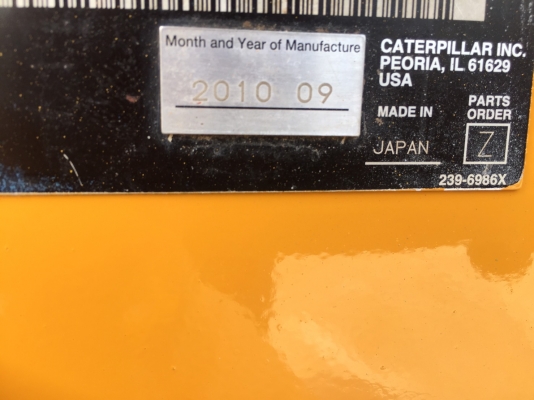 Month and Year of Manufacture
2010 09
CATERPILLAR INC.
PEORIA, IL 61629
USA
MADE IN
JAPAN
PARTS
ORDER
Z
239-6986X